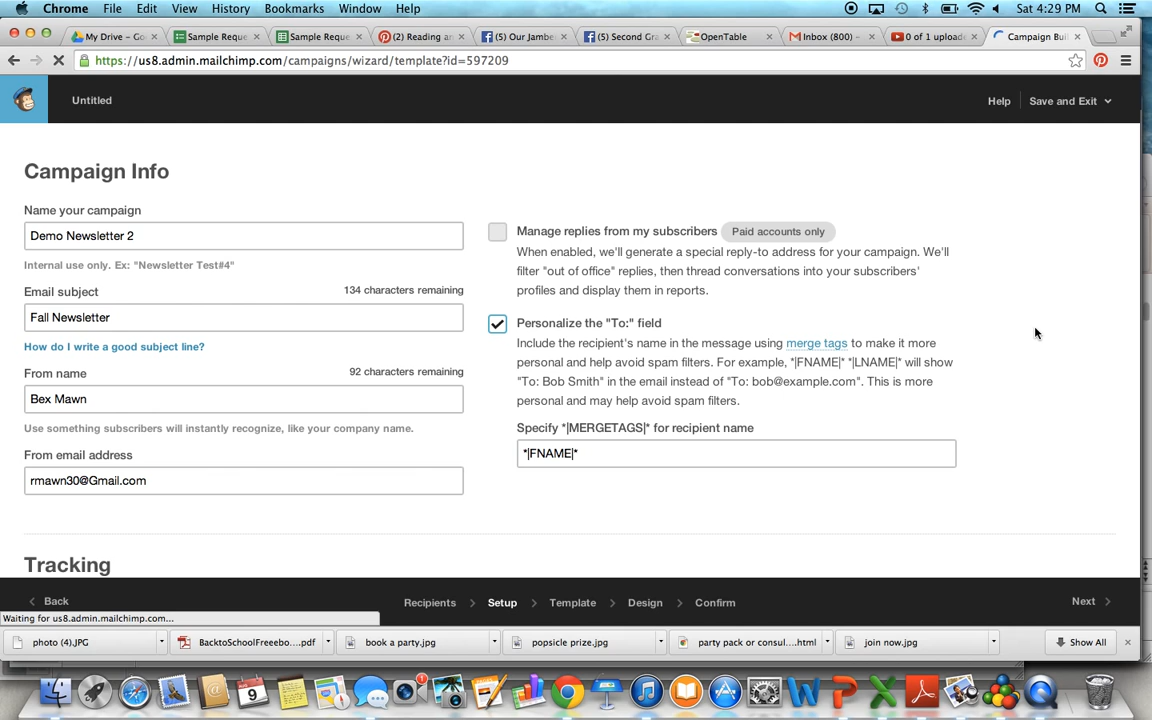 Chrome File Edit View History Bookmarks Window Help Sat 4:29 PM
My Drive – Go Sample Reque Sample Reque (2) Reading a (5) Our Jambe (5) Second Gra OpenTable Inbox (800) – 0 of 1 upload Campaign Bui
https://us8.admin.mailchimp.com/campaigns/wizard/template?id=597209
Untitled Help Save and Exit
Campaign Info
Name your campaign
Demo Newsletter 2
Internal use only. Ex: "Newsletter Test#4"
Email subject 134 characters remaining
Fall Newsletter
How do I write a good subject line?
From name 92 characters remaining
Bex Mawn
Use something subscribers will instantly recognize, like your company name.
From email address
rmawn30@Gmail.com
Manage replies from my subscribers Paid accounts only
When enabled, we'll generate a special reply-to address for your campaign. We'll
filter "out of office" replies, then thread conversations into your subscribers'
profiles and display them in reports.
Personalize the "To:" field
Include the recipient's name in the message using merge tags to make it more
personal and help avoid spam filters. For example, *|FNAME|* *|LNAME|* will show
"To: Bob Smith" in the email instead of "To: bob@example.com". This is more
personal and may help avoid spam filters.
Specify *|MERGETAGS|* for recipient name
*|FNAME|*
Tracking
Back Recipients Setup Template Design Confirm Next
Waiting for us8.admin.mailchimp.com...
photo (4).JPG BacktoSchoolFreeebo....pdf book a party.jpg popsicle prize.jpg party pack or consul....html join now.jpg Show All
9